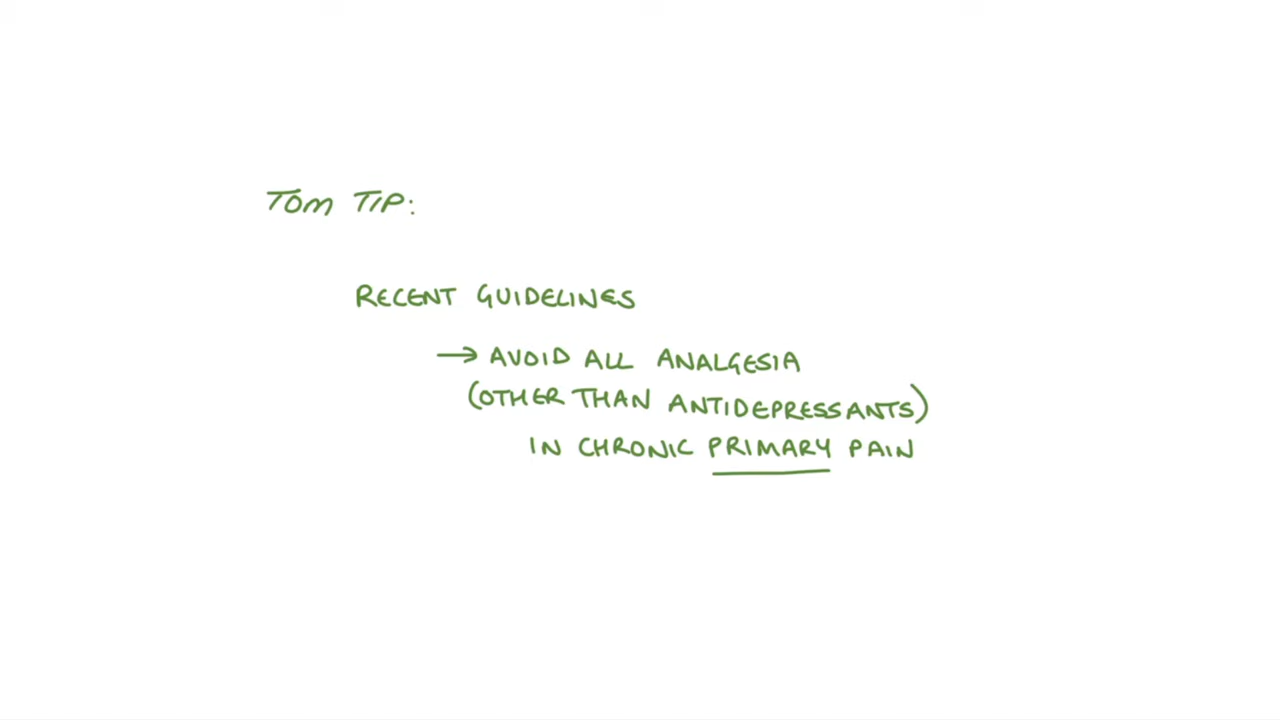 TOM TIP:
RECENT GUIDELINES
→ AVOID ALL ANALGESIA
(OTHER THAN ANTIDEPRESSANTS)
IN CHRONIC PRIMARY PAIN